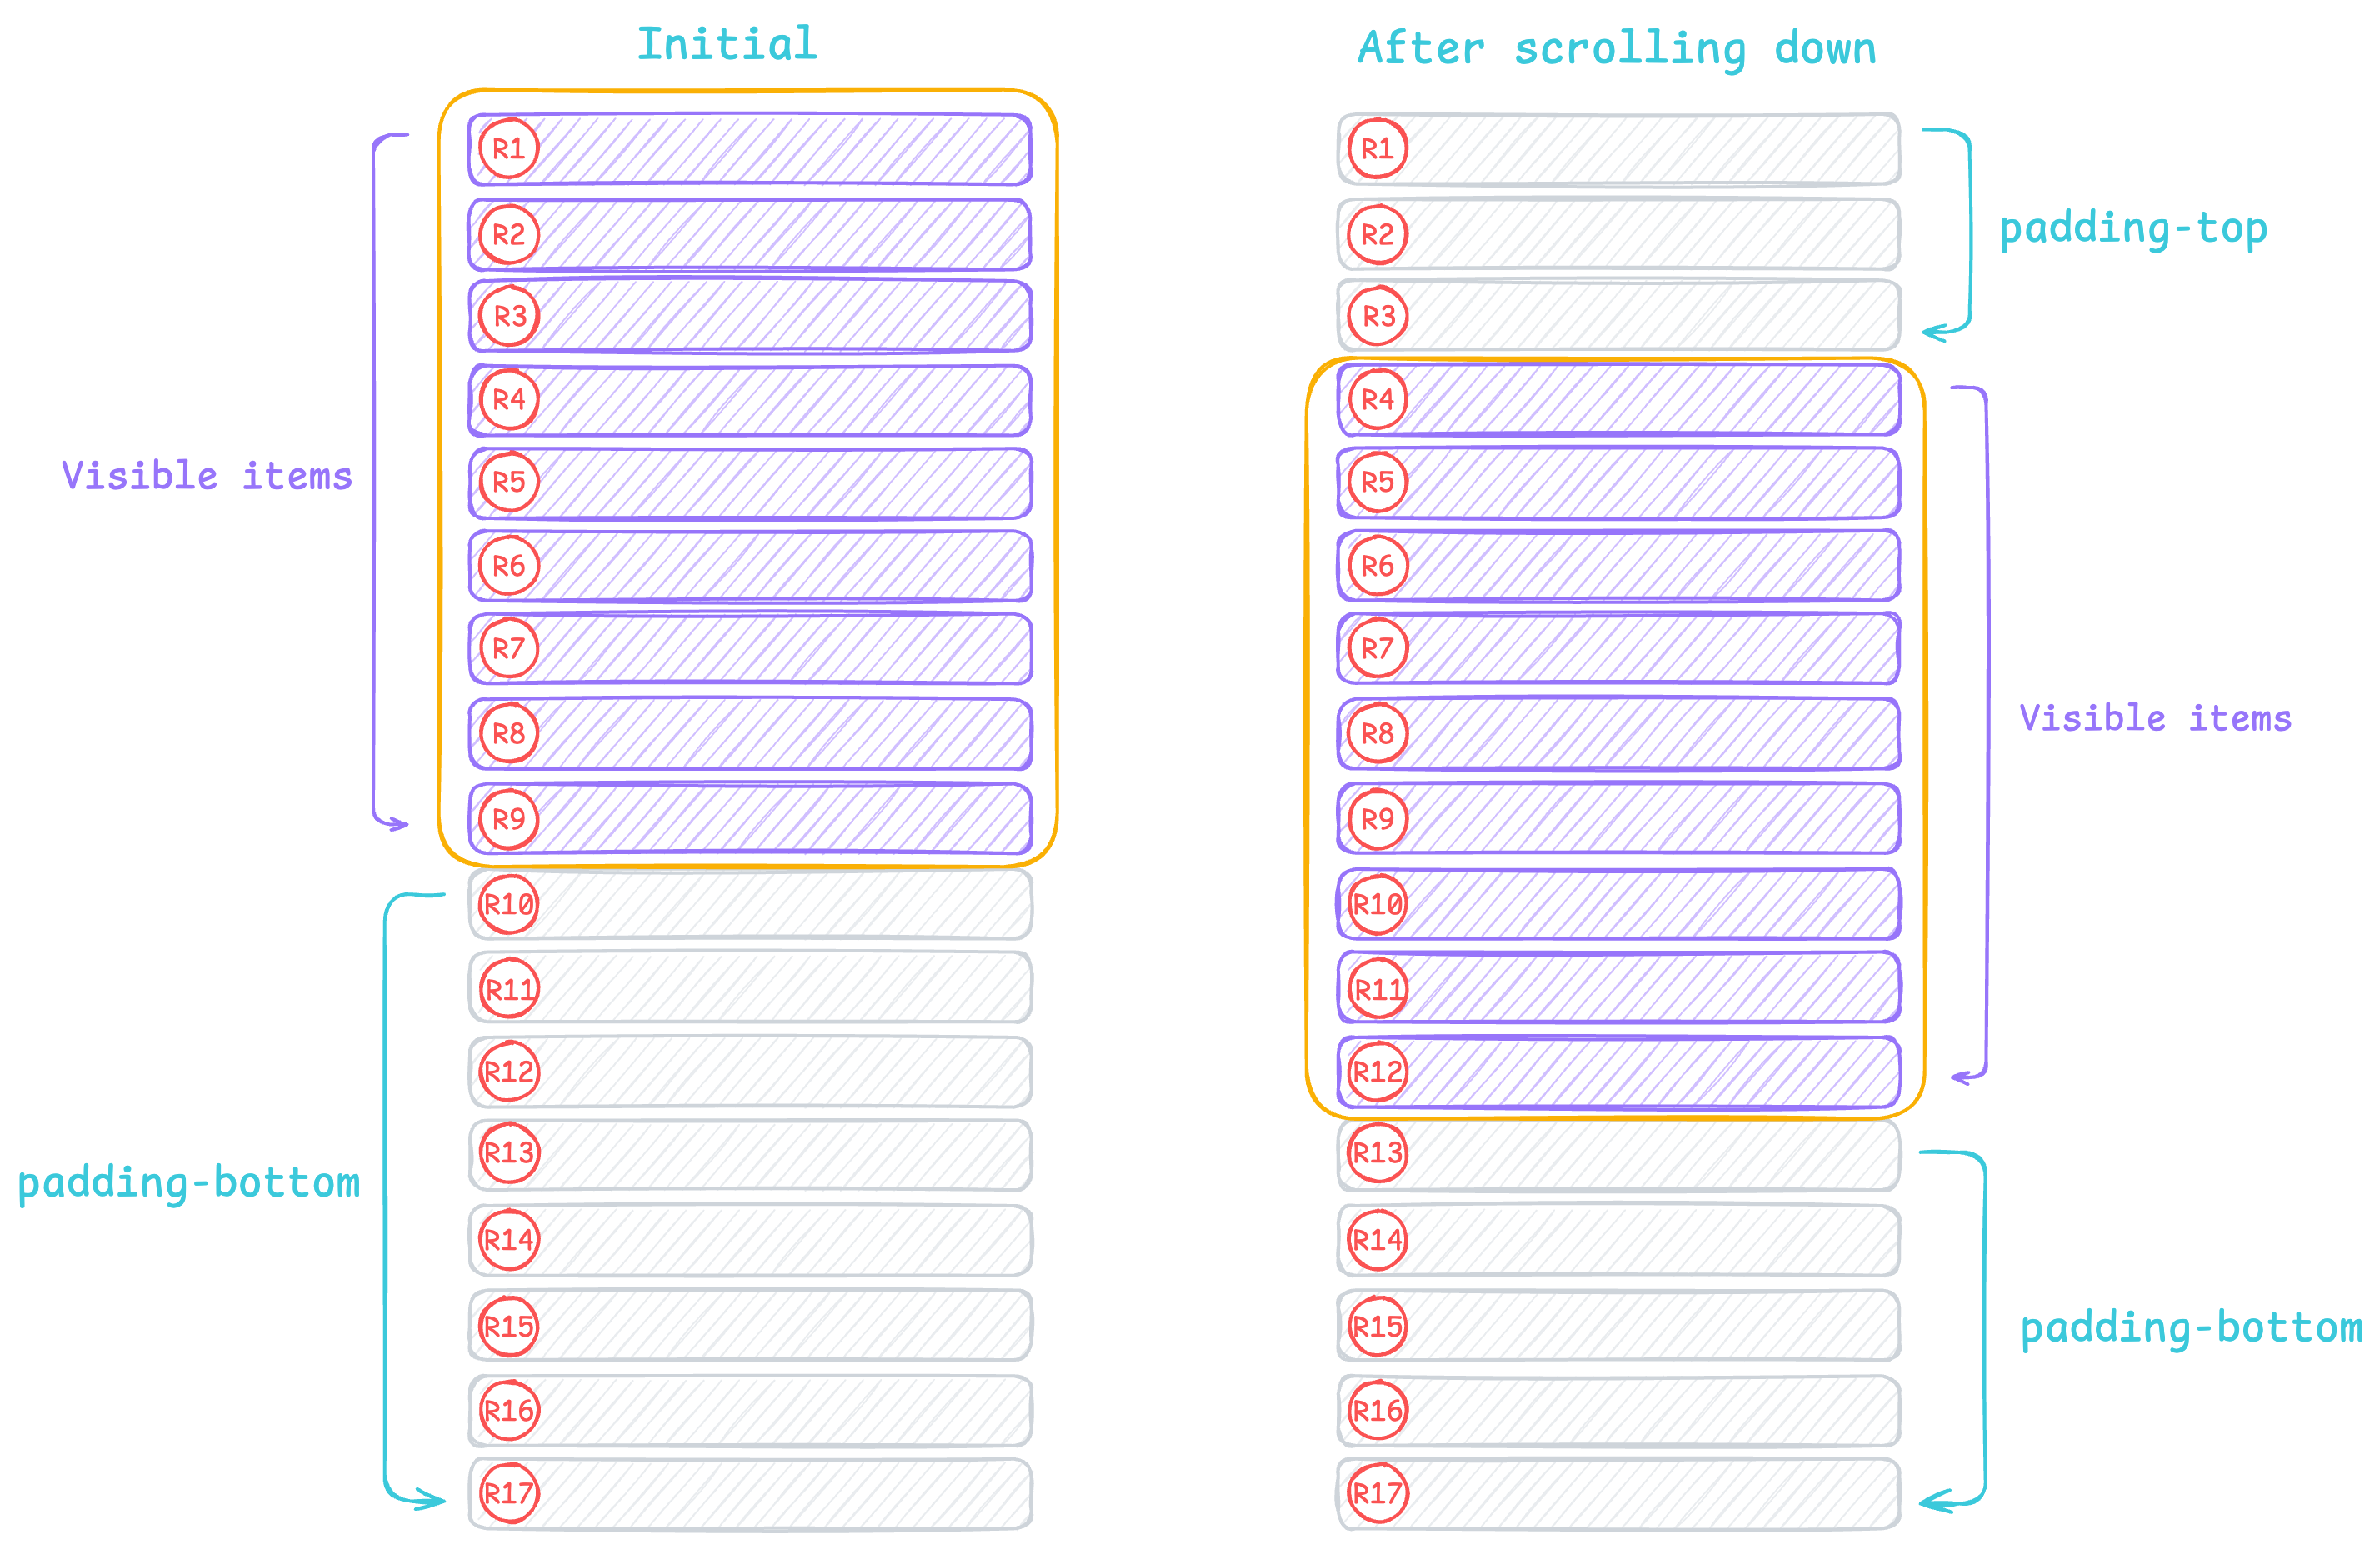 Initial
R1
R2
R3
R4
R5
R6
R7
R8
R9
R10
R11
R12
R13
R14
R15
R16
R17
Visible items
padding-bottom
After scrolling down
R1
R2
R3
R4
R5
R6
R7
R8
R9
R10
R11
R12
R13
R14
R15
R16
R17
padding-top
Visible items
padding-bottom